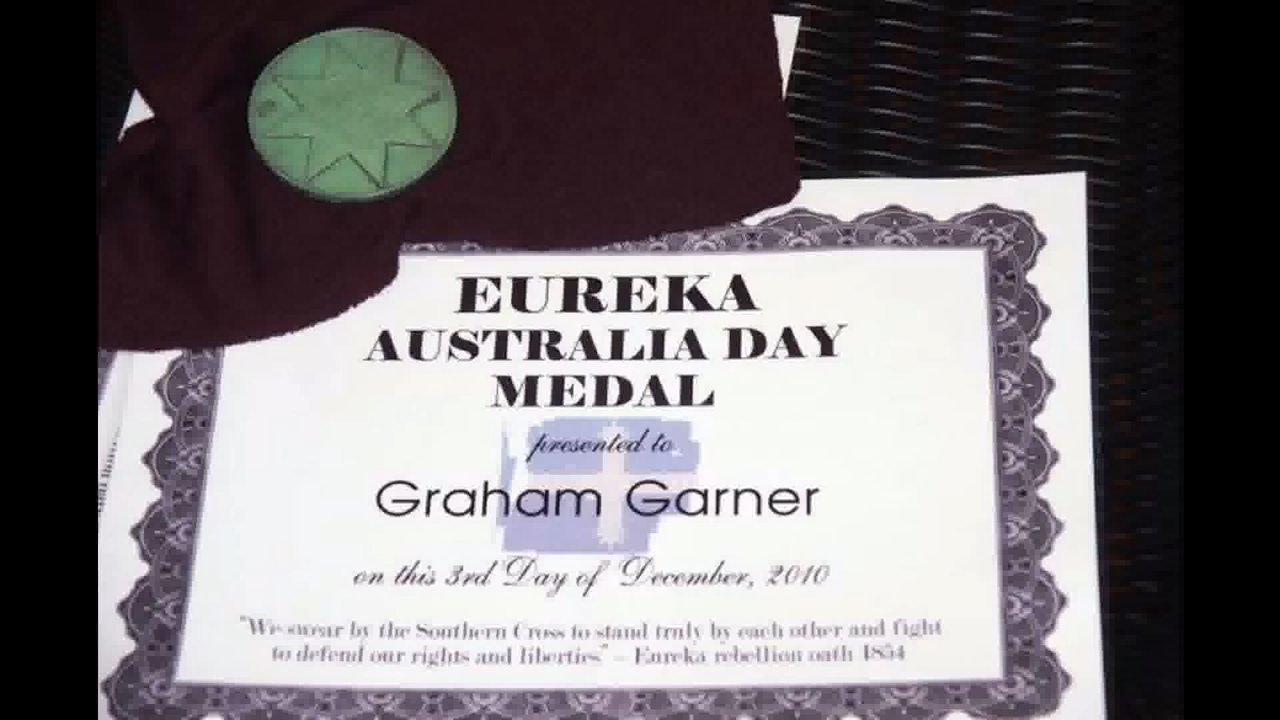 EUREKA
AUSTRALIA DAY
MEDAL
presented to
Graham Garner
on this 3rd Day of December, 2010
"We swear by the Southern Cross to stand truly by each other and fight
to defend our rights and liberties" – Eureka rebellion oath 1854